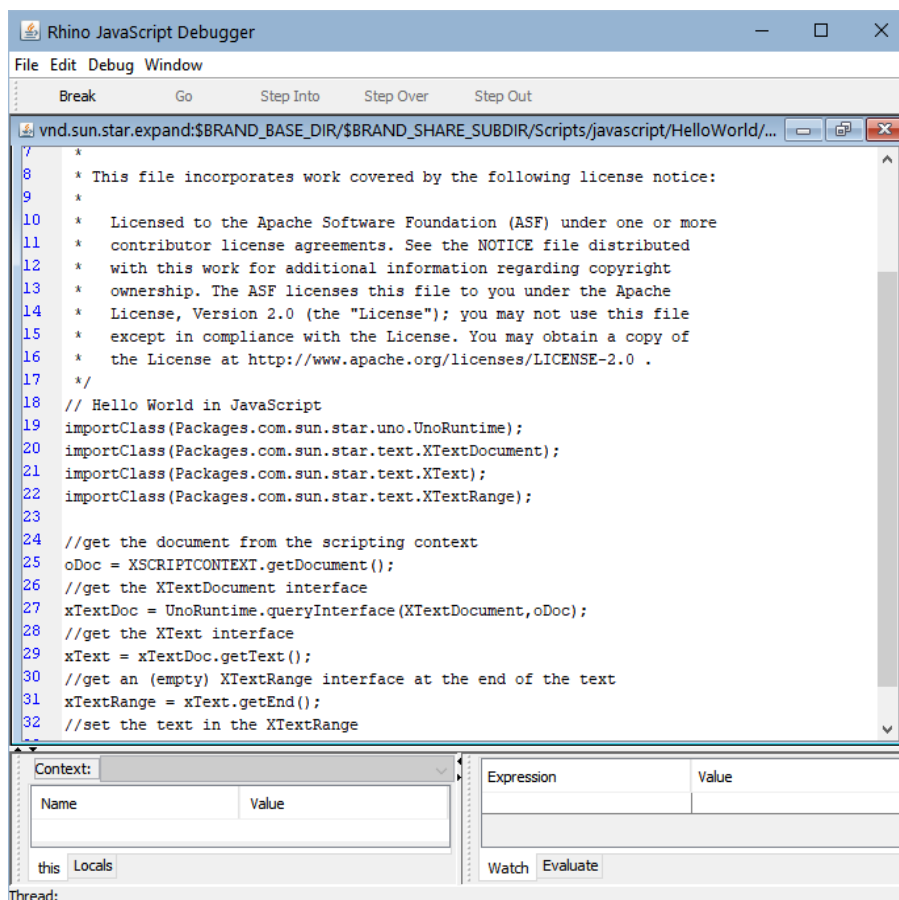 Rhino JavaScript Debugger
File Edit Debug Window
Break Go Step Into Step Over Step Out
vnd.sun.star.expand:$BRAND_BASE_DIR/$BRAND_SHARE_SUBDIR/Scripts/javascript/HelloWorld/...
7 *
8 * This file incorporates work covered by the following license notice:
9 *
10 *   Licensed to the Apache Software Foundation (ASF) under one or more
11 *   contributor license agreements. See the NOTICE file distributed
12 *   with this work for additional information regarding copyright
13 *   ownership. The ASF licenses this file to you under the Apache
14 *   License, Version 2.0 (the "License"); you may not use this file
15 *   except in compliance with the License. You may obtain a copy of
16 *   the License at http://www.apache.org/licenses/LICENSE-2.0 .
17 */
18 // Hello World in JavaScript
19 importClass(Packages.com.sun.star.uno.UnoRuntime);
20 importClass(Packages.com.sun.star.text.XTextDocument);
21 importClass(Packages.com.sun.star.text.XText);
22 importClass(Packages.com.sun.star.text.XTextRange);
23
24 //get the document from the scripting context
25 oDoc = XSCRIPTCONTEXT.getDocument();
26 //get the XTextDocument interface
27 xTextDoc = UnoRuntime.queryInterface(XTextDocument,oDoc);
28 //get the XText interface
29 xText = xTextDoc.getText();
30 //get an (empty) XTextRange interface at the end of the text
31 xTextRange = xText.getEnd();
32 //set the text in the XTextRange
Context:
Name Value
this Locals
Expression Value
Watch Evaluate
Thread: